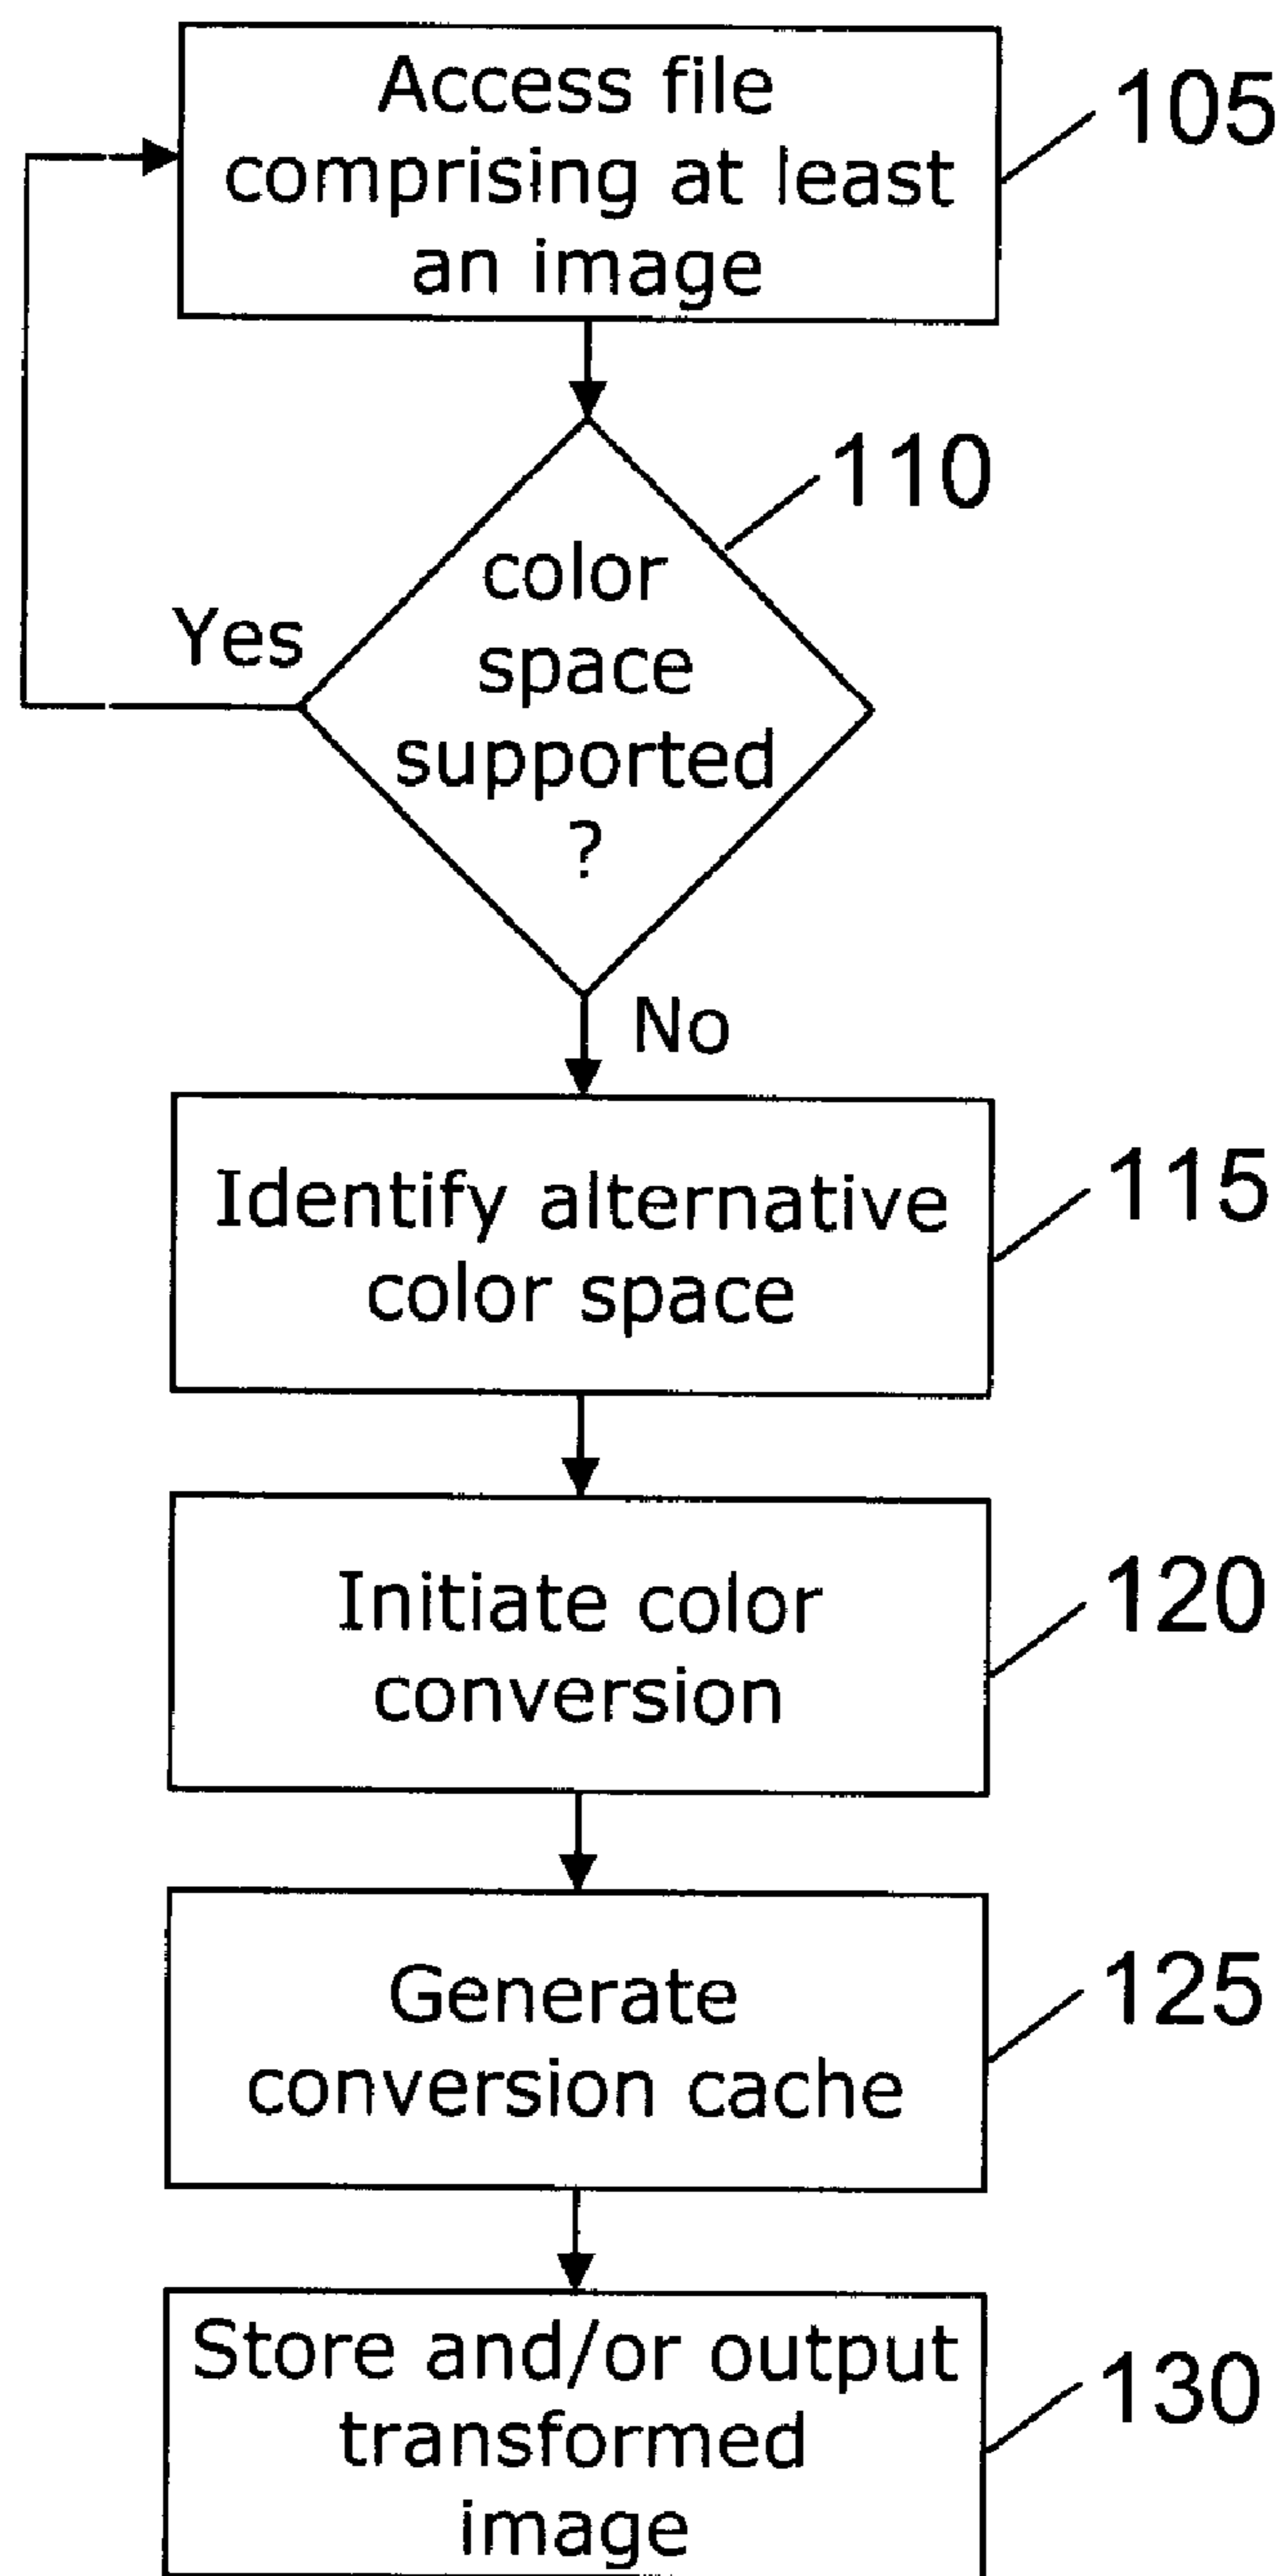 Access file
comprising at least
an image
105
110
color
space
supported
?
Yes
No
Identify alternative
color space
115
Initiate color
conversion
120
Generate
conversion cache
125
Store and/or output
transformed
image
130